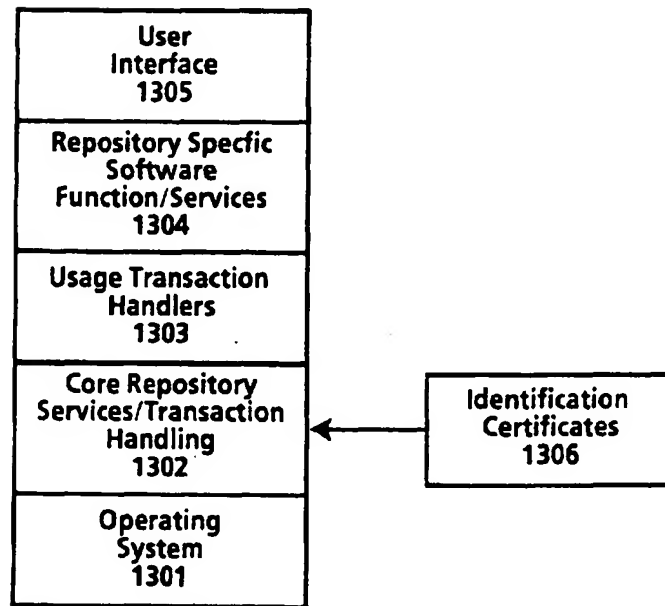 User
Interface
1305
Repository Specfic
Software
Function/Services
1304
Usage Transaction
Handlers
1303
Core Repository
Services/Transaction
Handling
1302
Identification
Certificates
1306
Operating
System
1301